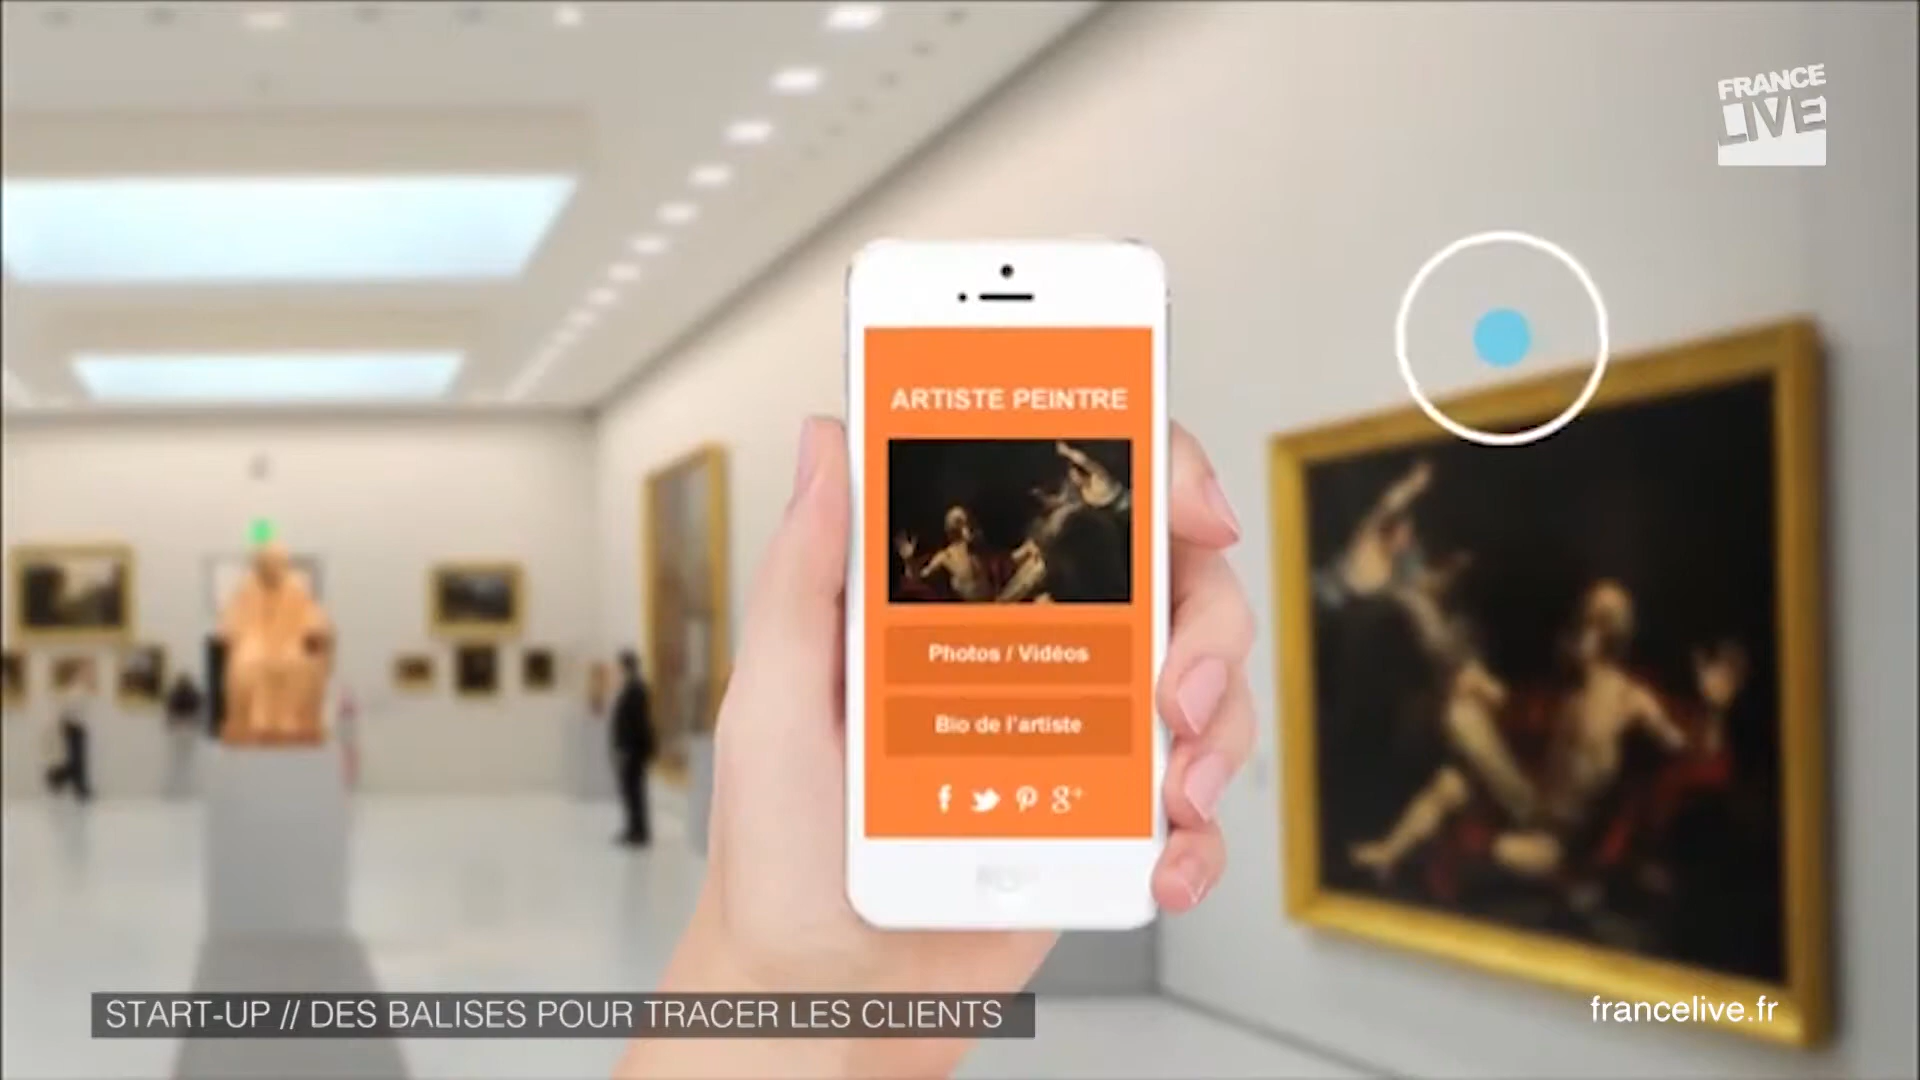 FRANCE
LIVE
ARTISTE PEINTRE
Photos / Vidéos
Bio de l'artiste
f
g+
START-UP // DES BALISES POUR TRACER LES CLIENTS
francelive.fr